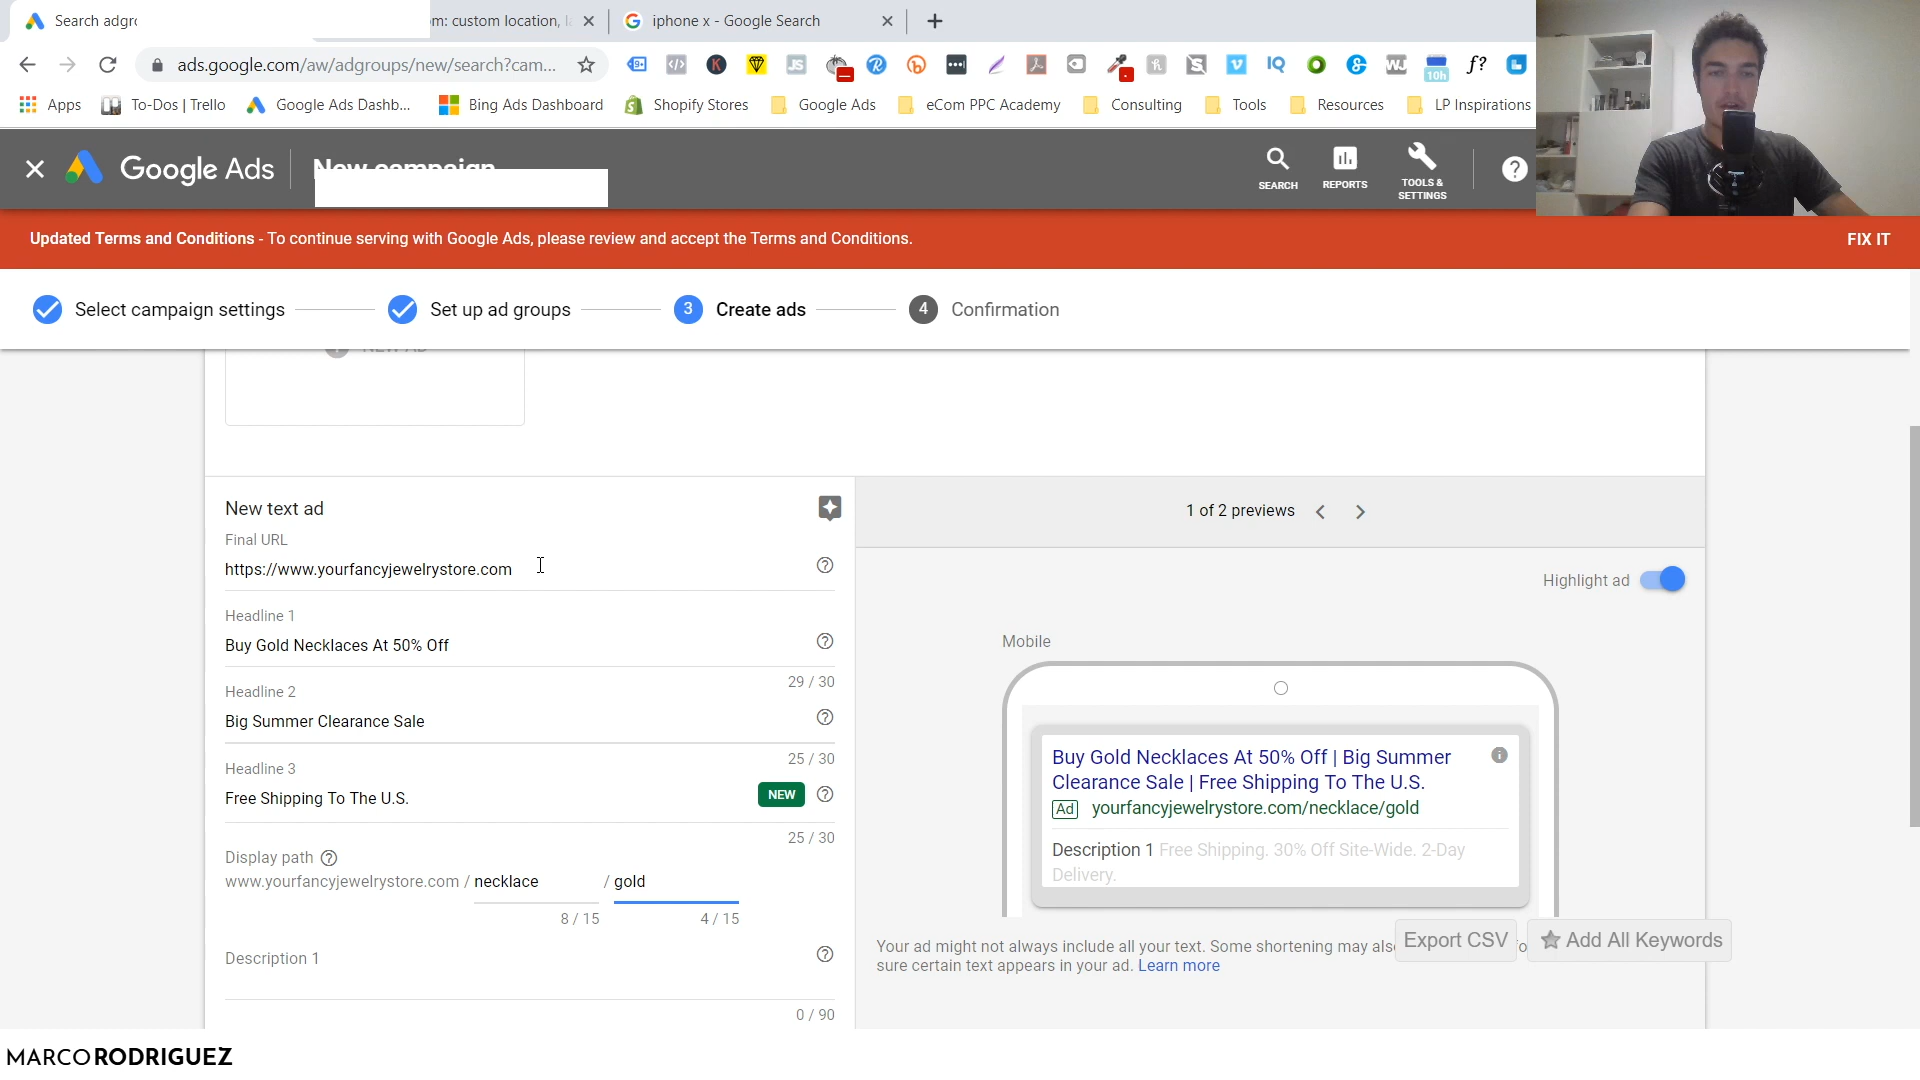 Search adgro
om: custom location, l
iphone x - Google Search
ads.google.com/aw/adgroups/new/search?cam...
10h
f?
Apps
To-Dos | Trello
Google Ads Dashb...
Bing Ads Dashboard
Shopify Stores
Google Ads
eCom PPC Academy
Consulting
Tools
Resources
LP Inspirations
Google Ads
New campaign
SEARCH
REPORTS
TOOLS &
SETTINGS
Updated Terms and Conditions - To continue serving with Google Ads, please review and accept the Terms and Conditions.
FIX IT
Select campaign settings
Set up ad groups
3 Create ads
4 Confirmation
NEW AD
New text ad
Final URL
https://www.yourfancyjewelrystore.com
Headline 1
Buy Gold Necklaces At 50% Off
29 / 30
Headline 2
Big Summer Clearance Sale
25 / 30
Headline 3
Free Shipping To The U.S.
NEW
25 / 30
Display path
www.yourfancyjewelrystore.com / necklace / gold
8 / 15
4 / 15
Description 1
0 / 90
1 of 2 previews
Highlight ad
Mobile
Buy Gold Necklaces At 50% Off | Big Summer
Clearance Sale | Free Shipping To The U.S.
Ad yourfancyjewelrystore.com/necklace/gold
Description 1 Free Shipping. 30% Off Site-Wide. 2-Day
Delivery.
Your ad might not always include all your text. Some shortening may als
sure certain text appears in your ad. Learn more
Export CSV
Add All Keywords
MARCO RODRIGUEZ